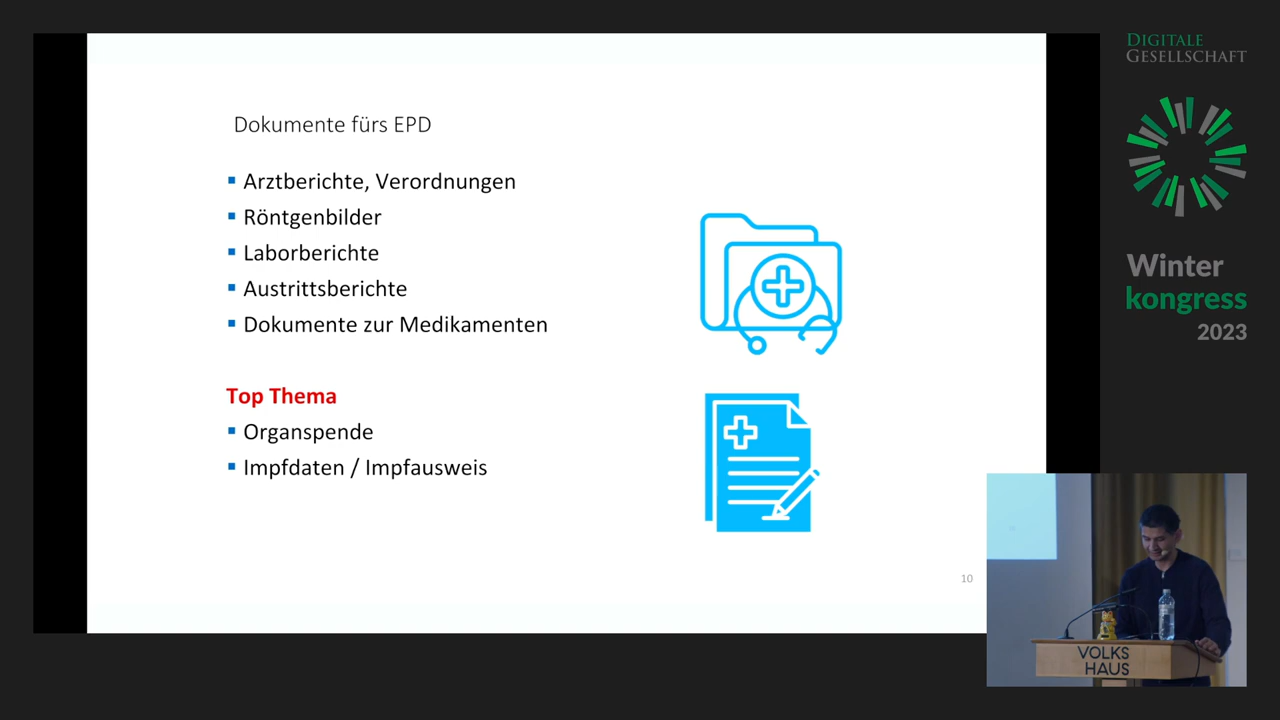 Dokumente fürs EPD
Arztberichte, Verordnungen
Röntgenbilder
Laborberichte
Austrittsberichte
Dokumente zur Medikamenten
Top Thema
Organspende
Impfdaten / Impfausweis
10
DIGITALE
GESELLSCHAFT
Winter
kongress
2023
VOLKS
HAUS